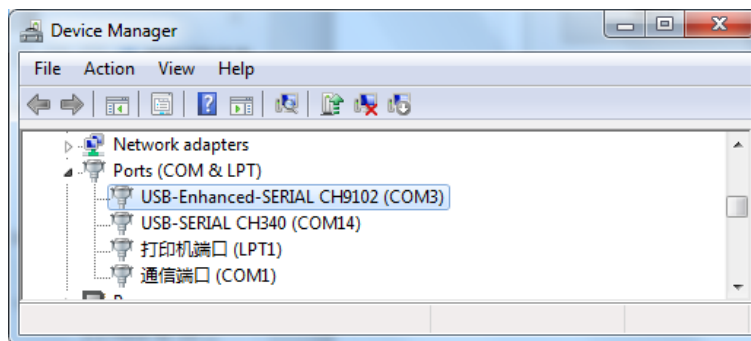 Device Manager
File Action View Help
Network adapters
Ports (COM & LPT)
USB-Enhanced-SERIAL CH9102 (COM3)
USB-SERIAL CH340 (COM14)
打印机端口 (LPT1)
通信端口 (COM1)